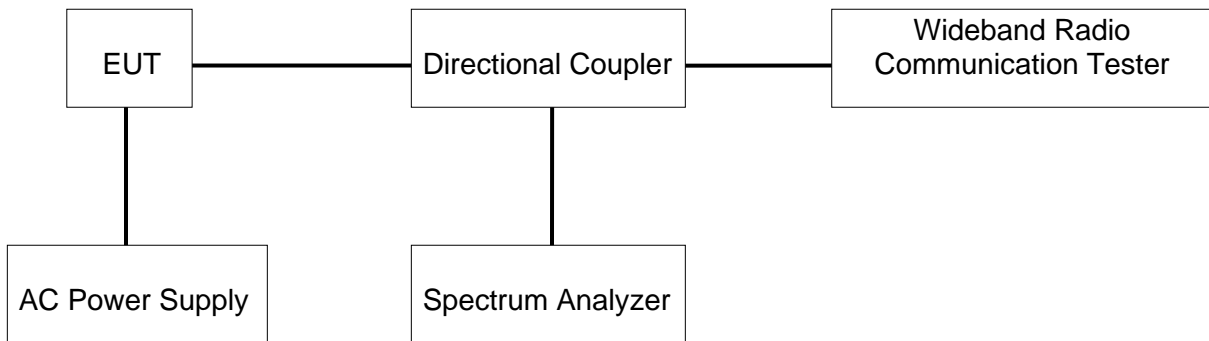 EUT
Directional Coupler
Wideband Radio
Communication Tester
AC Power Supply
Spectrum Analyzer